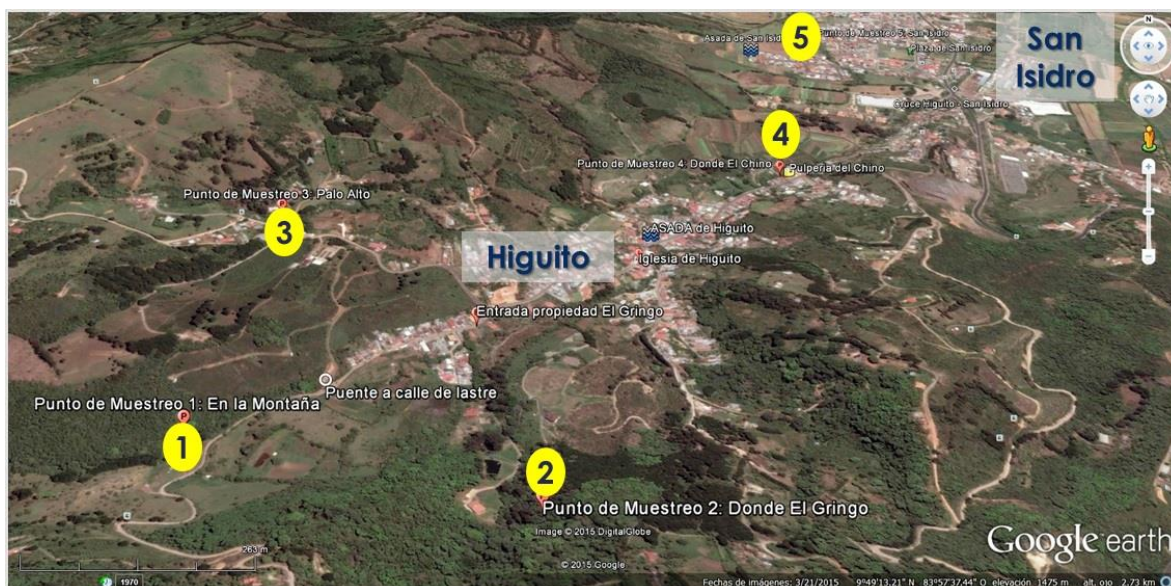 San
Isidro
5
Asada de San Isidro
Punto de Muestreo 5: San Isidro
Plaza de San Isidro
Cruce Higuito - San Isidro
4
Punto de Muestreo 4: Donde El Chino
Pulpería del Chino
Punto de Muestreo 3: Palo Alto
3
ASADA de Higuito
Higuito
Iglesia de Higuito
Entrada propiedad El Gringo
Puente a calle de lastre
Punto de Muestreo 1: En la Montaña
P
1
2
Punto de Muestreo 2: Donde El Gringo
Image © 2015 DigitalGlobe
Google earth
263 m
© 2015 Google
1970
Fechas de imágenes: 3/21/2015 9°49'13.21" N 83°57'37.44" O elevación 1475 m alt. ojo 2.73 km